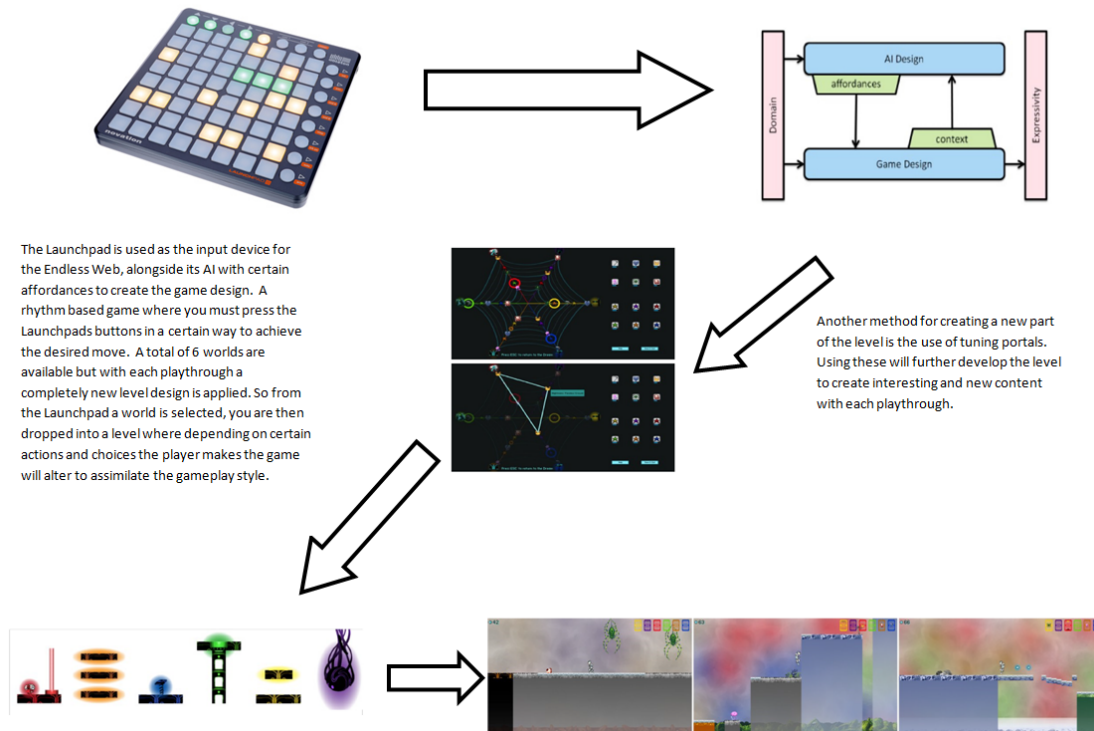 novation
LAUNCHPAD
AI Design
affordances
Domain
Expressivity
context
Game Design
The Launchpad is used as the input device for
the Endless Web, alongside its AI with certain
affordances to create the game design. A
rhythm based game where you must press the
Launchpads buttons in a certain way to achieve
the desired move. A total of 6 worlds are
available but with each playthrough a
completely new level design is applied. So from
the Launchpad a world is selected, you are then
dropped into a level where depending on certain
actions and choices the player makes the game
will alter to assimilate the gameplay style.
Another method for creating a new part
of the level is the use of tuning portals.
Using these will further develop the level
to create interesting and new content
with each playthrough.